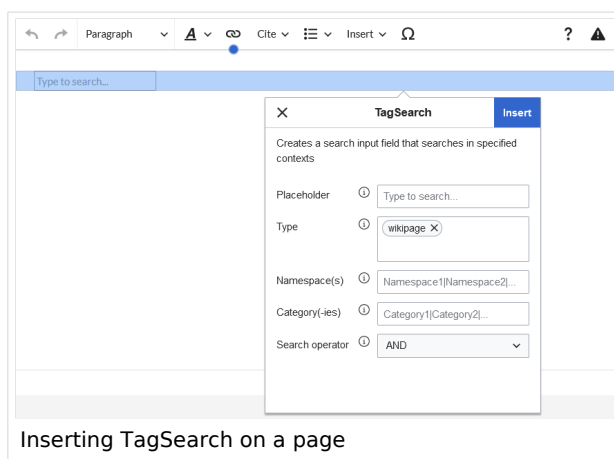 Paragraph A Cite Insert Ω ?
Type to search...
TagSearch Insert
Creates a search input field that searches in specified
contexts
Placeholder Type to search...
Type wikipage
Namespace(s) Namespace1|Namespace2|...
Category(-ies) Category1|Category2|...
Search operator AND
Inserting TagSearch on a page